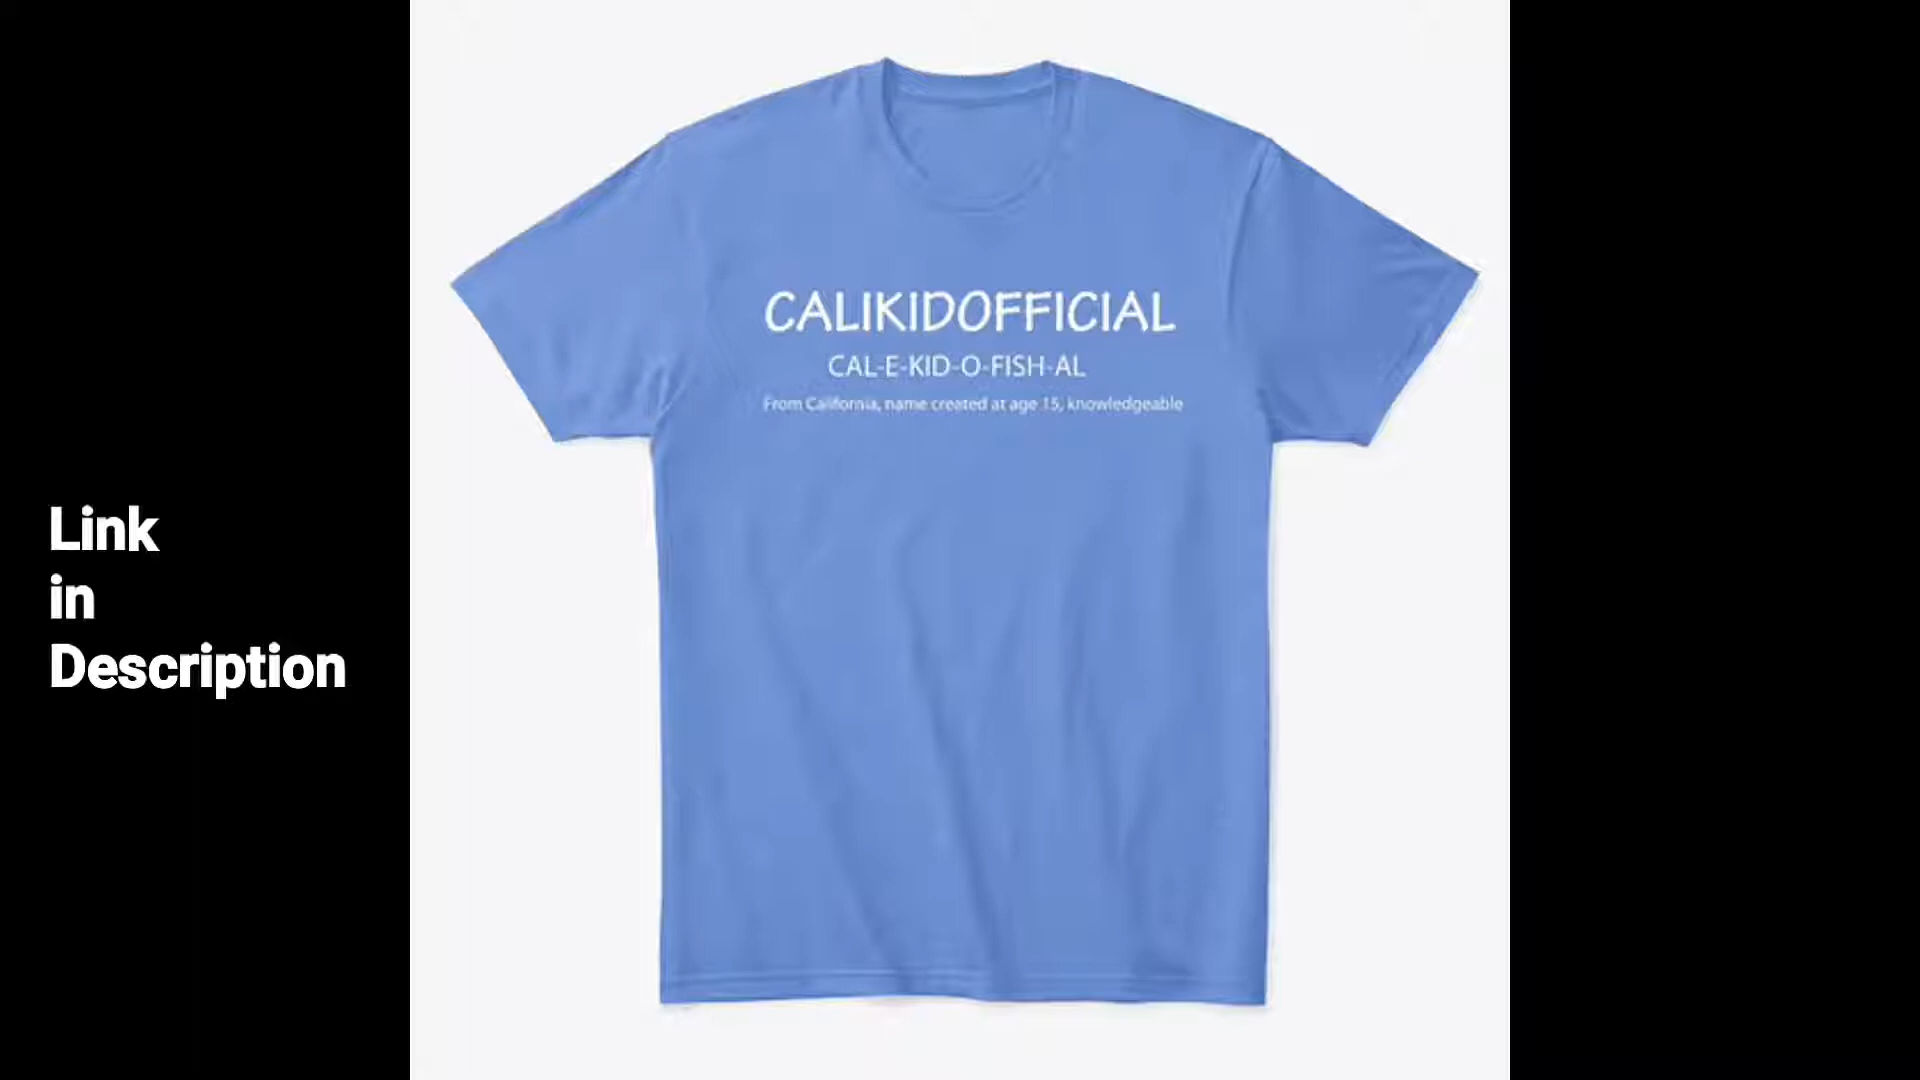 Link
in
Description
CALIKIDOFFICIAL
CAL-E-KID-O-FISH-AL
From California, name created at age 15, knowledgeable